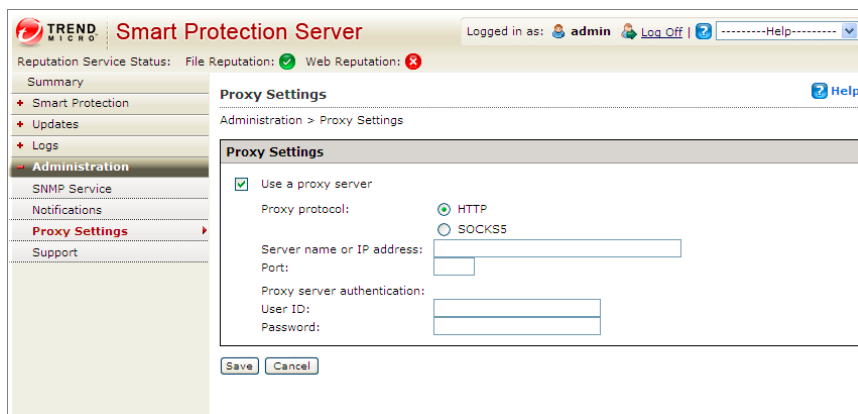 TREND MICRO Smart Protection Server Logged in as: admin Log Off | ---------Help---------
Reputation Service Status: File Reputation: Web Reputation:
Summary
Smart Protection
Updates
Logs
Administration
SNMP Service
Notifications
Proxy Settings
Support
Proxy Settings Help
Administration > Proxy Settings
Proxy Settings
Use a proxy server
Proxy protocol: HTTP
SOCKS5
Server name or IP address:
Port:
Proxy server authentication:
User ID:
Password:
Save Cancel